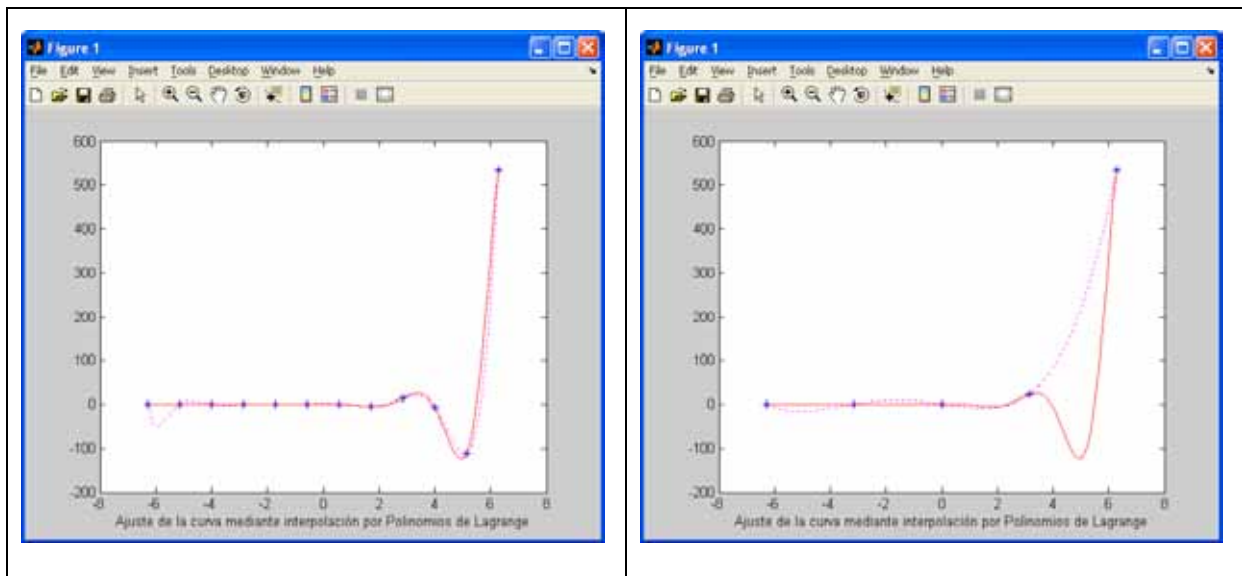 Figure 1
File Edit View Insert Tools Desktop Window Help
600
500
400
300
200
100
0
-100
-200
-8 -6 -4 -2 0 2 4 6 8
Ajuste de la curva mediante interpolación por Polinomios de Lagrange
Figure 1
File Edit View Insert Tools Desktop Window Help
600
500
400
300
200
100
0
-100
-200
-8 -6 -4 -2 0 2 4 6 8
Ajuste de la curva mediante interpolación por Polinomios de Lagrange